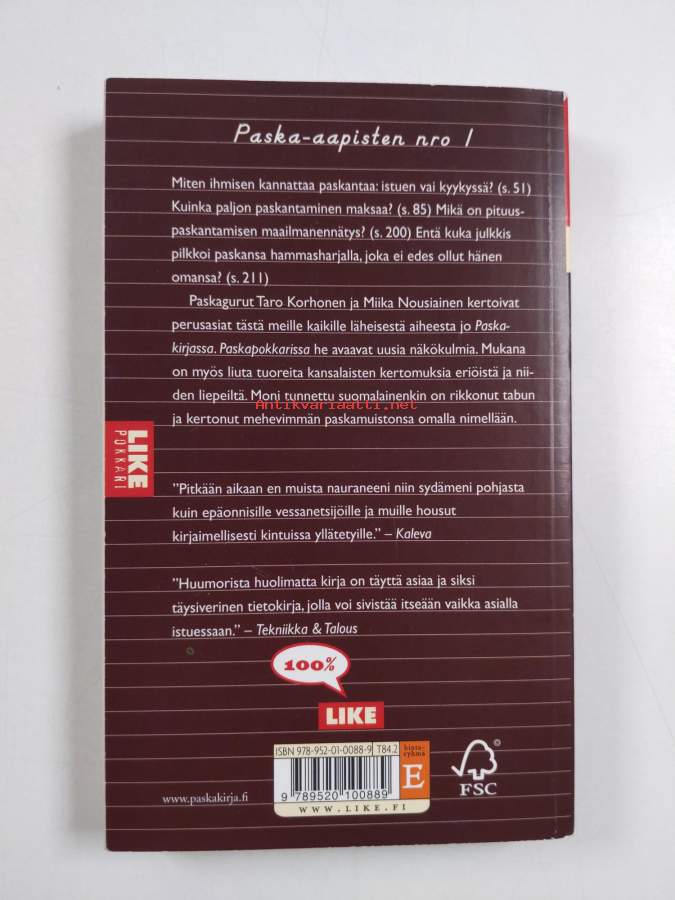 Paska-aapisten nro 1
Miten ihmisen kannattaa paskantaa: istuen vai kyykyssä? (s. 51)
Kuinka paljon paskantaminen maksaa? (s. 85) Mikä on pituus-
paskantamisen maailmanennätys? (s. 200) Entä kuka julkkis
pilkkoi paskansa hammasharjalla, joka ei edes ollut hänen
omansa? (s. 211)
Paskagurut Taro Korhonen ja Miika Nousiainen kertoivat
perusasiat tästä meille kaikille läheisestä aiheesta jo Paska-
kirjassa. Paskapokkarissa he avaavat uusia näkökulmia. Mukana
on myös liuta tuoreita kansalaisten kertomuksia eriöistä ja nii-
den liepeiltä. Moni tunnettu suomalainenkin on rikkonut tabun
Antikvariaatti.net
ja kertonut mehevimmän paskamuistonsa omalla nimellään.
LIKE
POKKARI
"Pitkään aikaan en muista nauraneeni niin sydämeni pohjasta
kuin epäonnisille vessanetsijöille ja muille housut
kirjaimellisesti kintuissa yllätetyille." – Kaleva
"Huumorista huolimatta kirja on täyttä asiaa ja siksi
täysiverinen tietokirja, jolla voi sivistää itseään vaikka asialla
istuessaan." – Tekniikka & Talous
100%
LIKE
ISBN 978-952-01-0088-9 T84.2
hinta-
ryhmä
E
9 789520 100889
WWW.LIKE.FI
www.paskakirja.fi
FSC